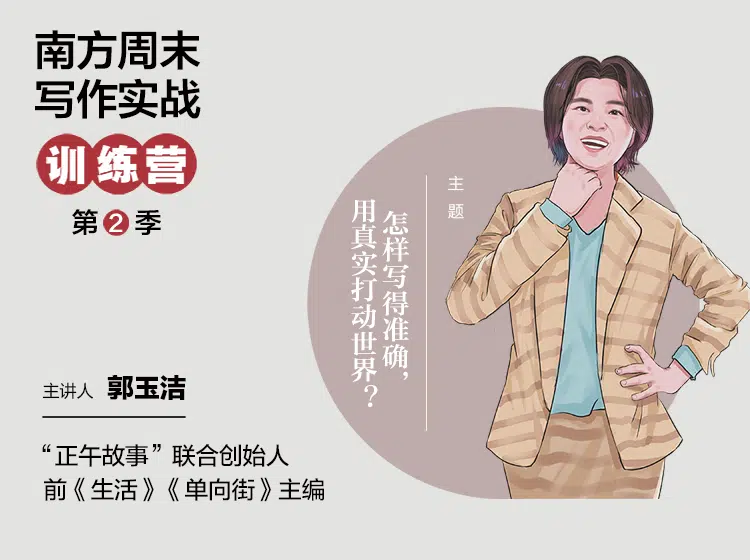 南方周末
写作实战
训练营
第2季
主题
怎样写得准确，
用真实打动世界？
主讲人 郭玉洁
“正午故事”联合创始人
前《生活》《单向街》主编